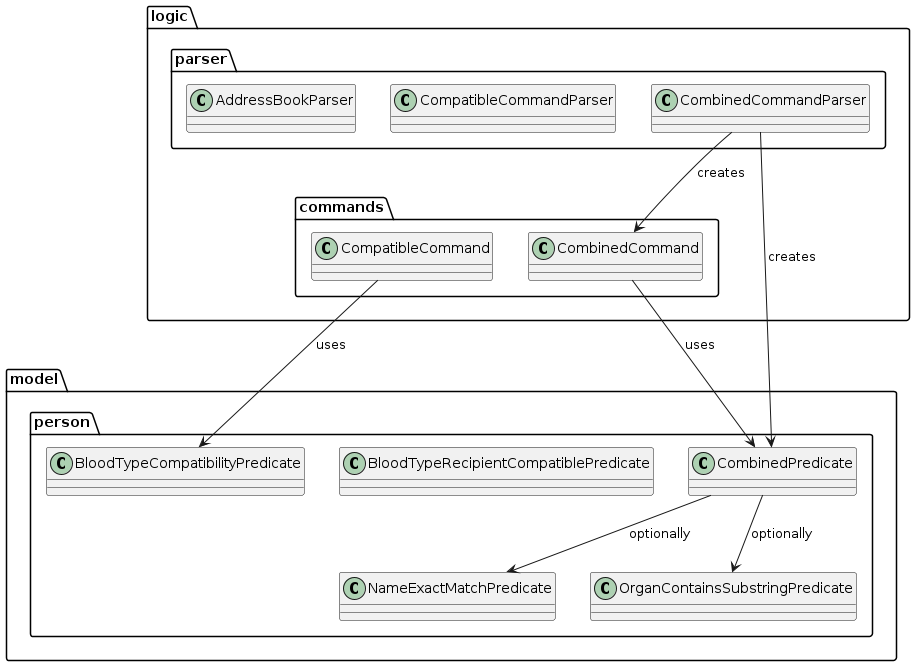 logic
parser
C AddressBookParser
C CompatibleCommandParser
C CombinedCommandParser
creates
commands
C CompatibleCommand
C CombinedCommand
creates
uses
uses
model
person
C BloodTypeCompatibilityPredicate
C BloodTypeRecipientCompatiblePredicate
C CombinedPredicate
optionally
optionally
C NameExactMatchPredicate
C OrganContainsSubstringPredicate